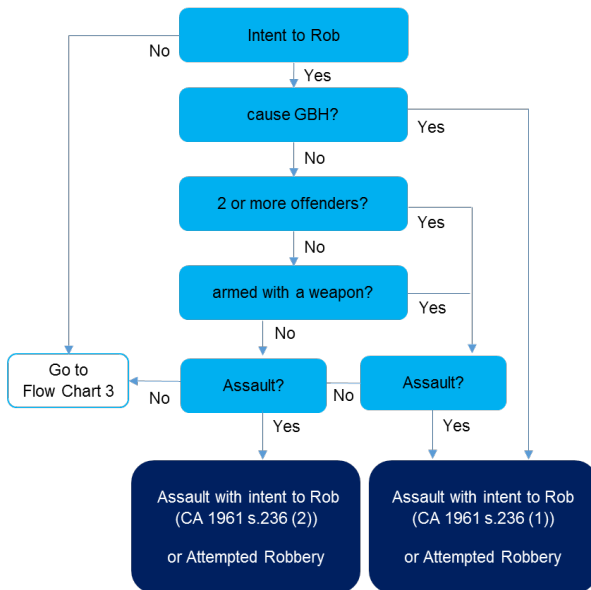 Intent to Rob
No
Yes
cause GBH?
Yes
No
2 or more offenders?
Yes
No
armed with a weapon?
Yes
No
Go to
Flow Chart 3
No
Assault?
No
Assault?
Yes
Yes
Assault with intent to Rob
(CA 1961 s.236 (2))
or Attempted Robbery
Assault with intent to Rob
(CA 1961 s.236 (1))
or Attempted Robbery